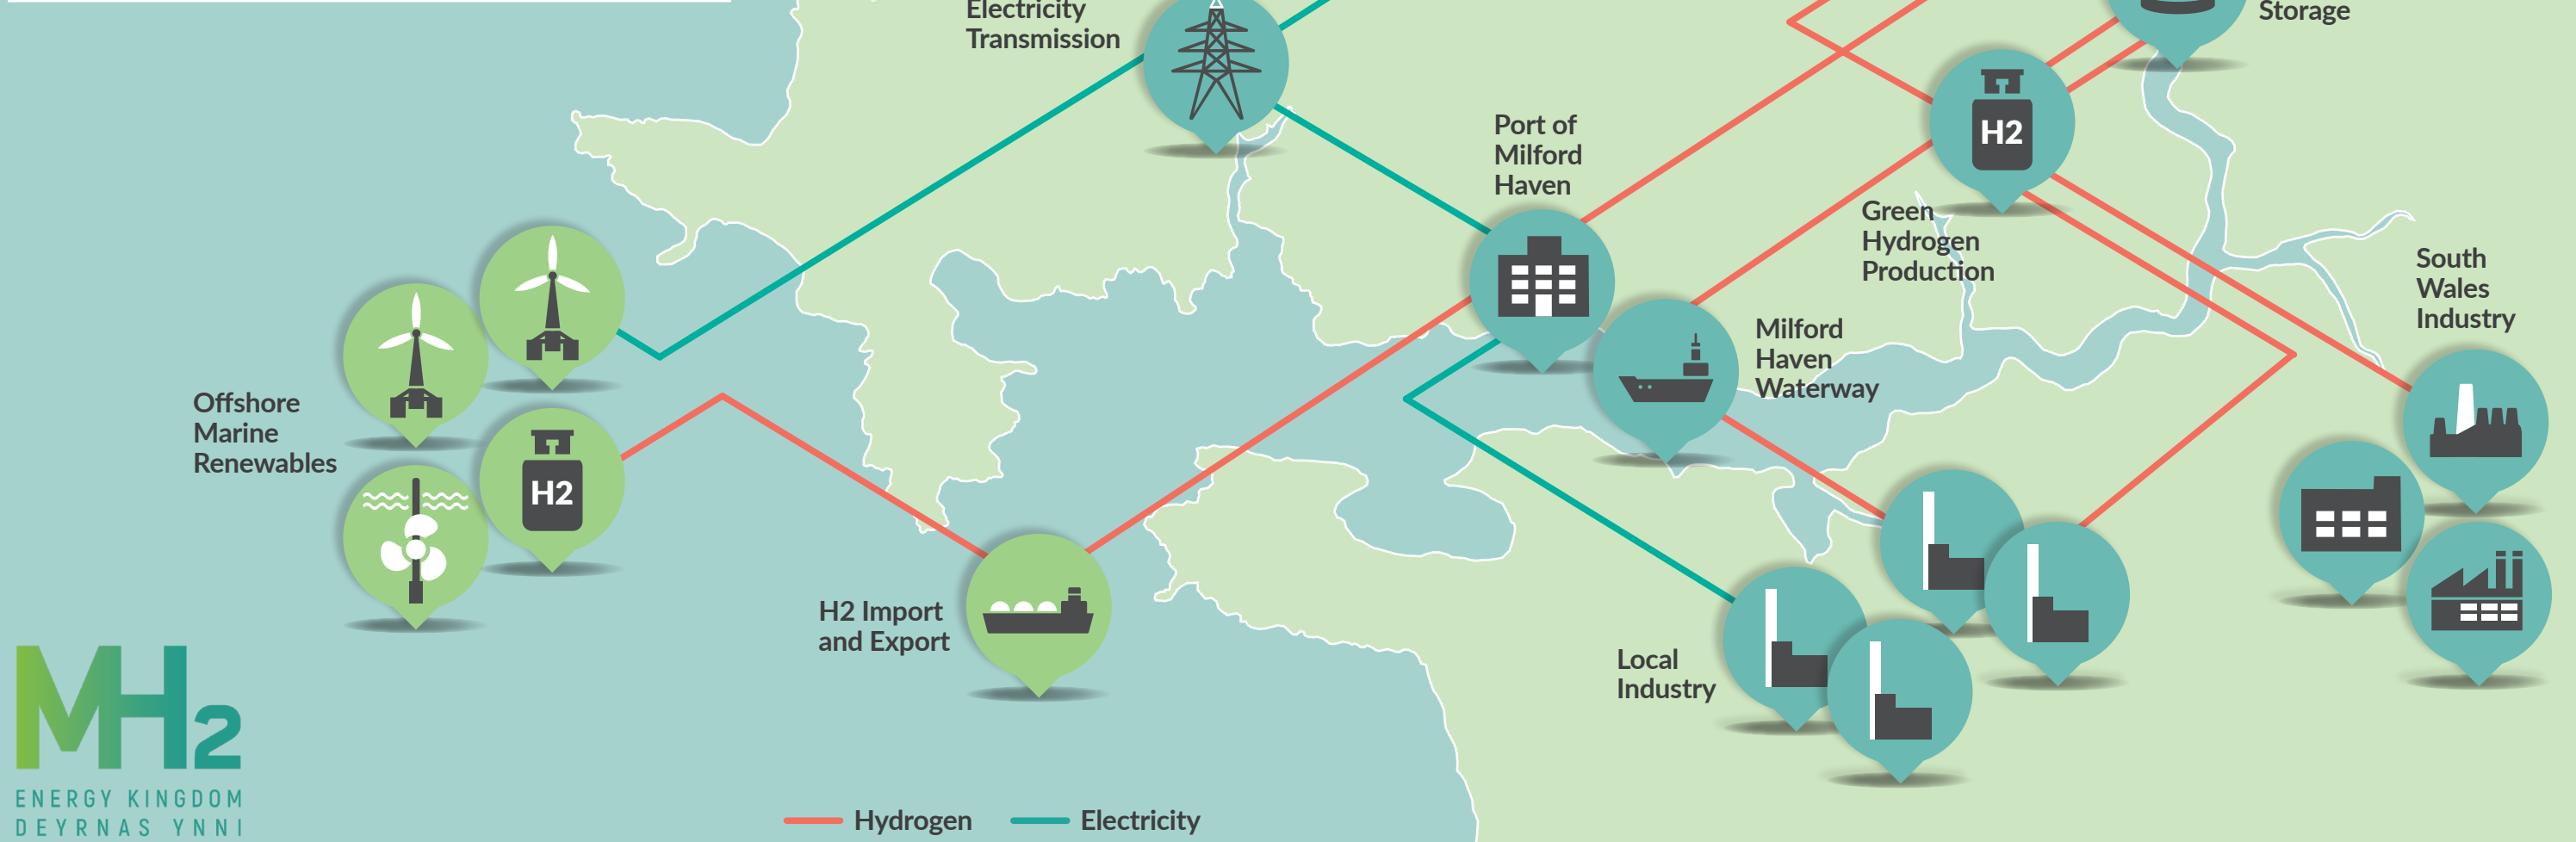 Electricity
Transmission
Storage
Port of
Milford
Haven
H2
Green
Hydrogen
Production
South
Wales
Industry
Milford
Haven
Waterway
Offshore
Marine
Renewables
H2
H2 Import
and Export
Local
Industry
MH2
ENERGY KINGDOM
DEYRNAS YNNI
Hydrogen
Electricity